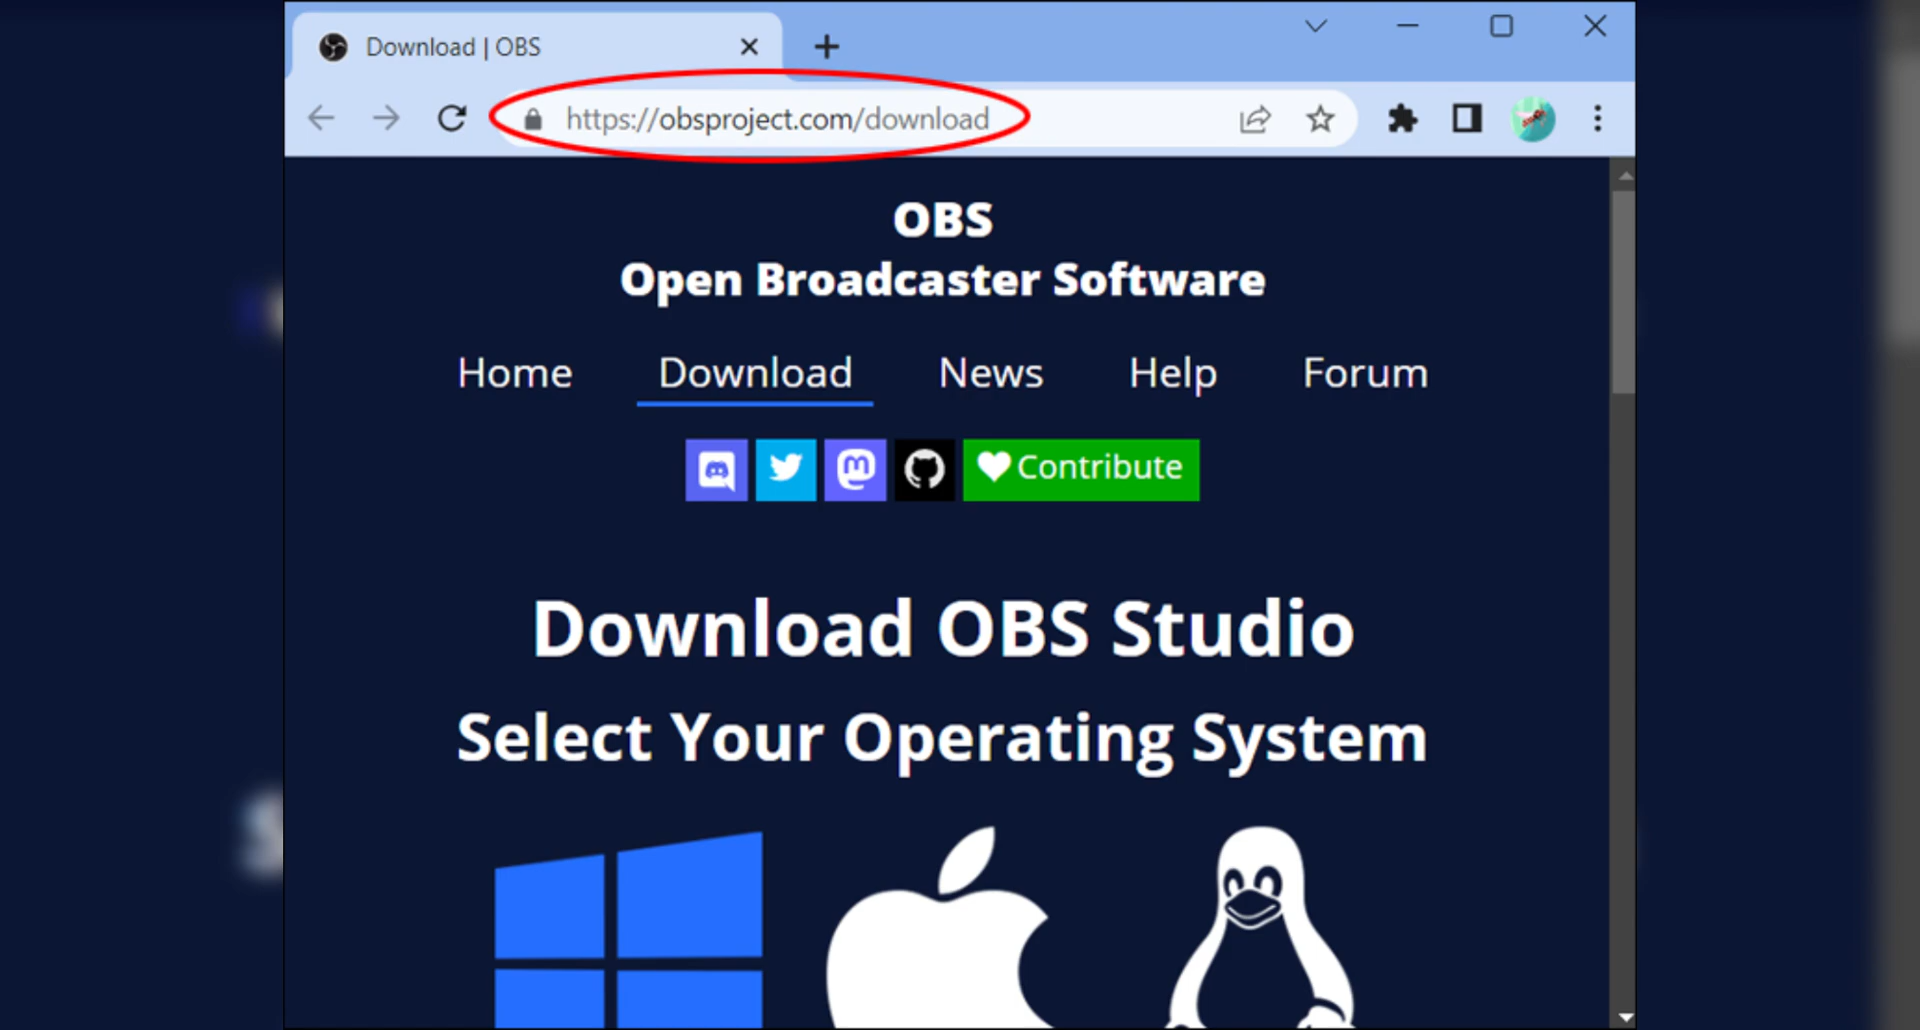 Download | OBS
https://obsproject.com/download
OBS
Open Broadcaster Software
Home Download News Help Forum
Contribute
Download OBS Studio
Select Your Operating System